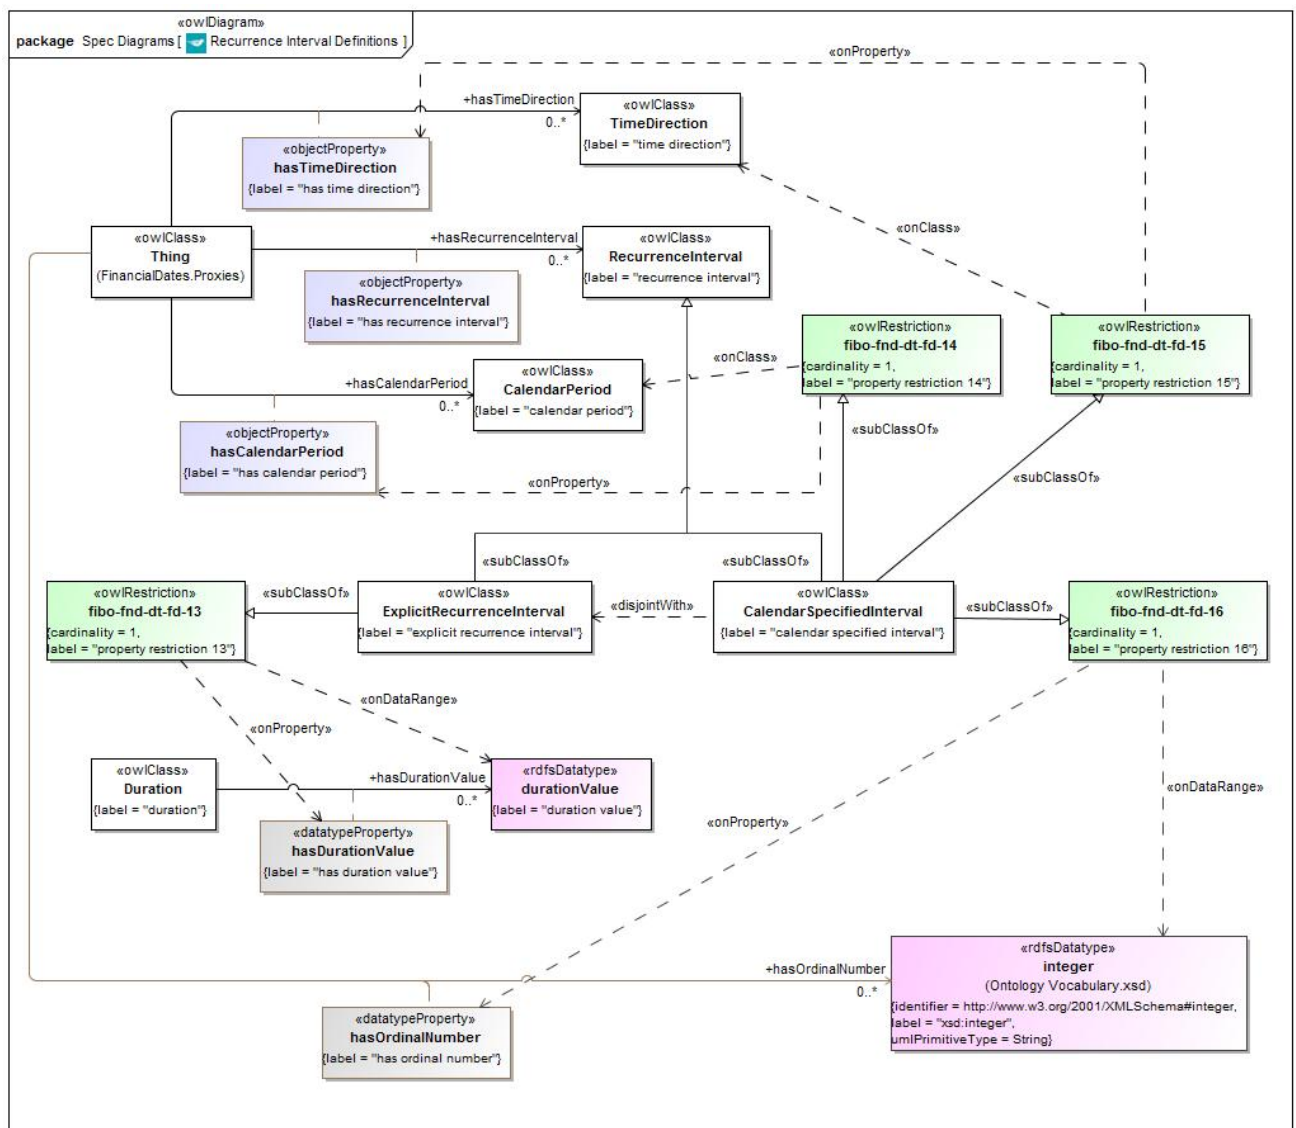 «owlDiagram»
package Spec Diagrams [ Recurrence Interval Definitions ]
«onProperty»
+hasTimeDirection
0..*
«owlClass»
TimeDirection
{label = "time direction"}
«objectProperty»
hasTimeDirection
{label = "has time direction"}
«onClass»
«owlClass»
Thing
(FinancialDates.Proxies)
+hasRecurrenceInterval
0..*
«owlClass»
RecurrenceInterval
{label = "recurrence interval"}
«objectProperty»
hasRecurrenceInterval
{label = "has recurrence interval"}
«owlRestriction»
fibo-fnd-dt-fd-14
{cardinality = 1,
label = "property restriction 14"}
«owlRestriction»
fibo-fnd-dt-fd-15
{cardinality = 1,
label = "property restriction 15"}
«onClass»
+hasCalendarPeriod
0..*
«owlClass»
CalendarPeriod
{label = "calendar period"}
«objectProperty»
hasCalendarPeriod
{label = "has calendar period"}
«subClassOf»
«onProperty»
«subClassOf»
«subClassOf»
«subClassOf»
«owlRestriction»
fibo-fnd-dt-fd-13
{cardinality = 1,
label = "property restriction 13"}
«subClassOf»
«owlClass»
ExplicitRecurrenceInterval
{label = "explicit recurrence interval"}
«disjointWith»
«owlClass»
CalendarSpecifiedInterval
{label = "calendar specified interval"}
«subClassOf»
«owlRestriction»
fibo-fnd-dt-fd-16
{cardinality = 1,
label = "property restriction 16"}
«onDataRange»
«onProperty»
«owlClass»
Duration
{label = "duration"}
+hasDurationValue
0..*
«rdfsDatatype»
durationValue
{label = "duration value"}
«onDataRange»
«onProperty»
«datatypeProperty»
hasDurationValue
{label = "has duration value"}
+hasOrdinalNumber
0..*
«rdfsDatatype»
integer
(Ontology Vocabulary.xsd)
{identifier = http://www.w3.org/2001/XMLSchema#integer,
label = "xsd:integer",
umlPrimitiveType = String}
«datatypeProperty»
hasOrdinalNumber
{label = "has ordinal number"}